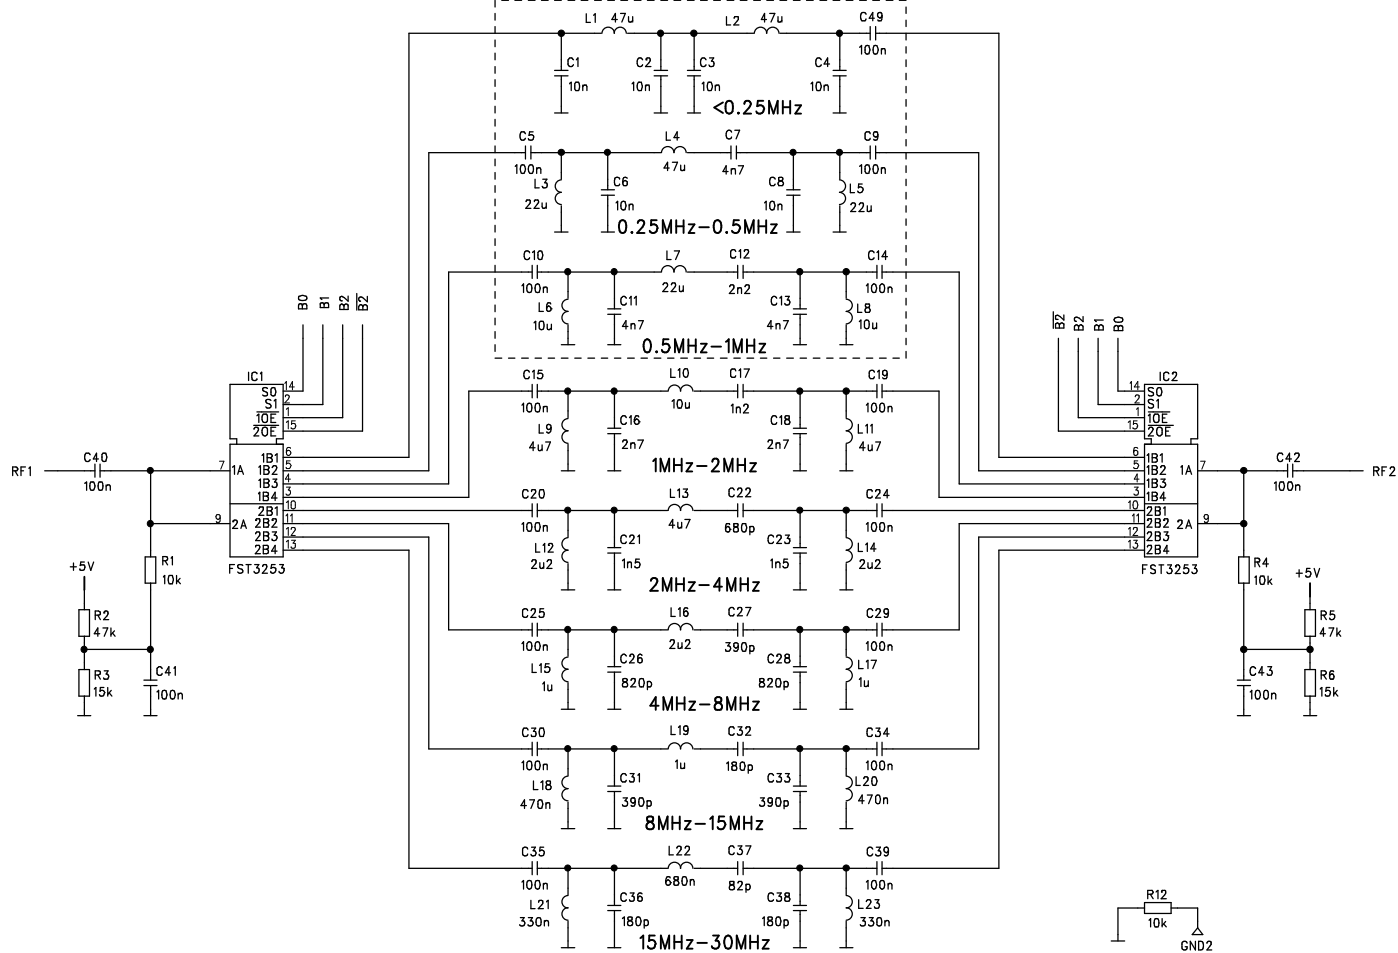 L1 47u L2 47u C49
100n
C1 C2 C3 C4
10n 10n 10n 10n
<0.25MHz
C5 L4 C7 C9
100n 47u 4n7 100n
L3 C6 C8 L5
22u 10n 10n 22u
0.25MHz-0.5MHz
C10 L7 C12 C14
100n 22u 2n2 100n
L6 C11 C13 L8
10u 4n7 4n7 10u
0.5MHz-1MHz
B0 B1 B2 B2
B2 B2 B1 B0
IC1
S0 14
S1 2
1OE 1
2OE 15
1B1 6
1B2 5
1B3 4
1B4 3
2B1 10
2B2 11
2B3 12
2B4 13
7 1A
9 2A
FST3253
IC2
14 S0
2 S1
1 1OE
15 2OE
6 1B1
5 1B2
4 1B3
3 1B4
10 2B1
11 2B2
12 2B3
13 2B4
1A 7
2A 9
FST3253
C15 L10 C17 C19
100n 10u 1n2 100n
L9 C16 C18 L11
4u7 2n7 2n7 4u7
1MHz-2MHz
RF1 C40
100n
C42 RF2
100n
C20 L13 C22 C24
100n 4u7 680p 100n
L12 C21 C23 L14
2u2 1n5 1n5 2u2
2MHz-4MHz
R1
10k
+5V
R2
47k
R3
15k
C41
100n
R4
10k
+5V
R5
47k
C43
100n
R6
15k
C25 L16 C27 C29
100n 2u2 390p 100n
L15 C26 C28 L17
1u 820p 820p 1u
4MHz-8MHz
C30 L19 C32 C34
100n 1u 180p 100n
L18 C31 C33 L20
470n 390p 390p 470n
8MHz-15MHz
C35 L22 C37 C39
100n 680n 82p 100n
L21 C36 C38 L23
330n 180p 180p 330n
15MHz-30MHz
R12
10k
GND2